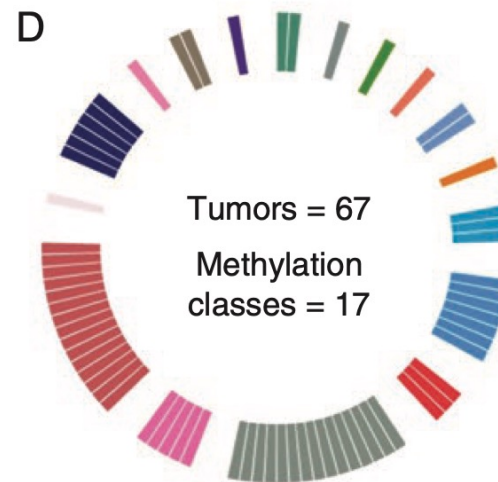 D
Tumors = 67
Methylation
classes = 17